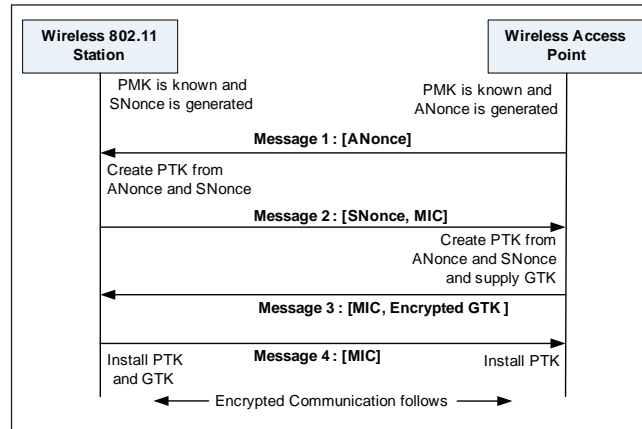 Wireless 802.11
Station
Wireless Access
Point
PMK is known and
SNonce is generated
PMK is known and
ANonce is generated
Message 1 : [ANonce]
Create PTK from
ANonce and SNonce
Message 2 : [SNonce, MIC]
Create PTK from
ANonce and SNonce
and supply GTK
Message 3 : [MIC, Encrypted GTK ]
Message 4 : [MIC]
Install PTK
and GTK
Install PTK
Encrypted Communication follows